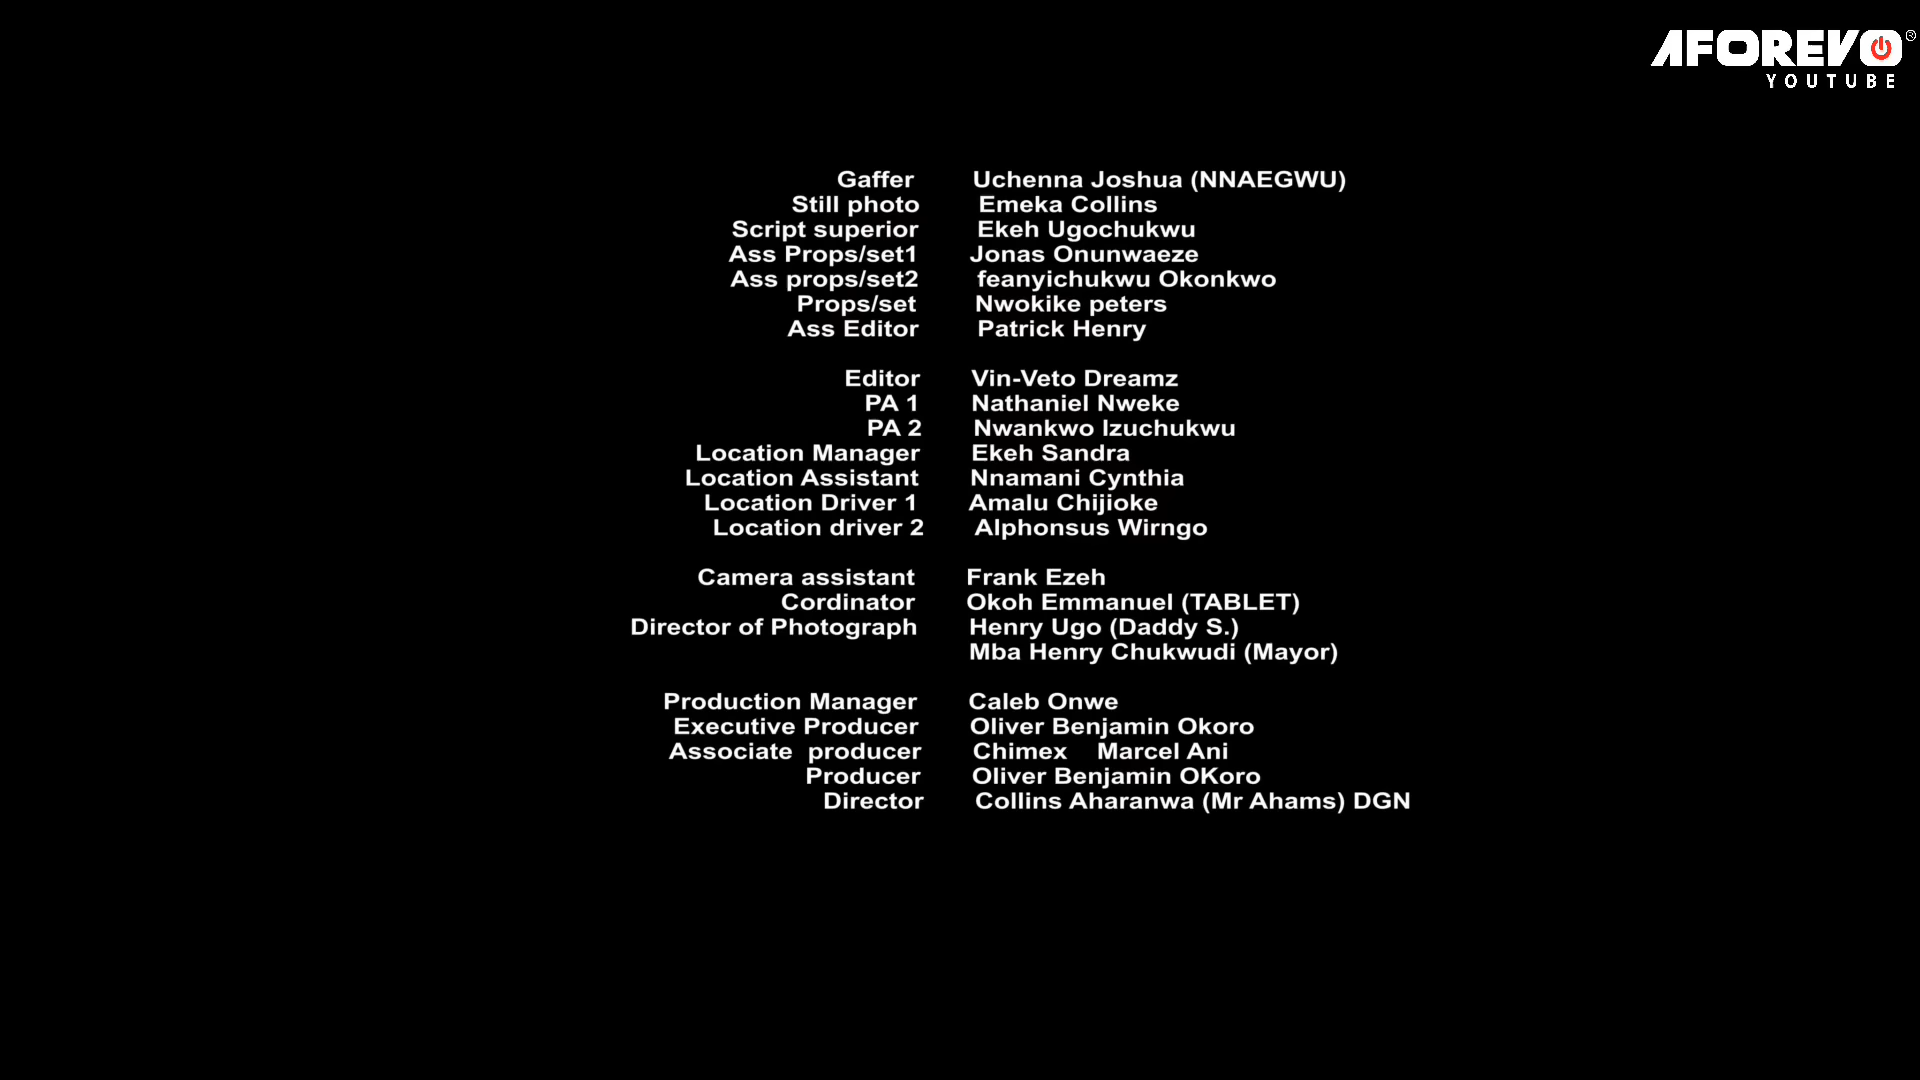 AFOREVO®
YOUTUBE
Gaffer Uchenna Joshua (NNAEGWU)
Still photo Emeka Collins
Script superior Ekeh Ugochukwu
Ass Props/set1 Jonas Onunwaeze
Ass props/set2 feanyichukwu Okonkwo
Props/set Nwokike peters
Ass Editor Patrick Henry
Editor Vin-Veto Dreamz
PA 1 Nathaniel Nweke
PA 2 Nwankwo Izuchukwu
Location Manager Ekeh Sandra
Location Assistant Nnamani Cynthia
Location Driver 1 Amalu Chijioke
Location driver 2 Alphonsus Wirngo
Camera assistant Frank Ezeh
Cordinator Okoh Emmanuel (TABLET)
Director of Photograph Henry Ugo (Daddy S.)
Mba Henry Chukwudi (Mayor)
Production Manager Caleb Onwe
Executive Producer Oliver Benjamin Okoro
Associate producer Chimex Marcel Ani
Producer Oliver Benjamin OKoro
Director Collins Aharanwa (Mr Ahams) DGN